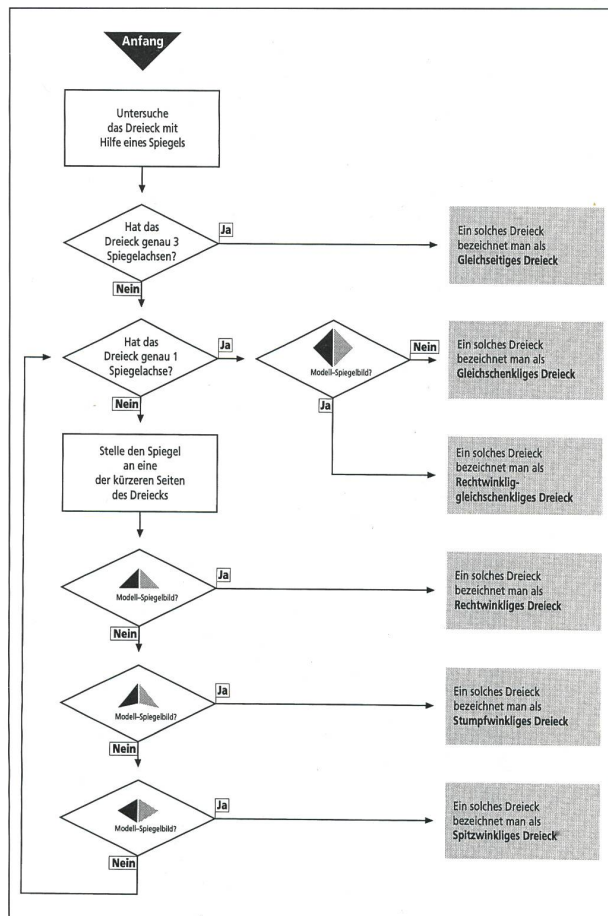 Anfang
Untersuche
das Dreieck mit
Hilfe eines Spiegels
Hat das
Dreieck genau 3
Spiegelachsen?
Ja
Ein solches Dreieck
bezeichnet man als
Gleichseitiges Dreieck
Nein
Hat das
Dreieck genau 1
Spiegelachse?
Ja
Modell-Spiegelbild?
Nein
Ein solches Dreieck
bezeichnet man als
Gleichschenkliges Dreieck
Nein
Ja
Stelle den Spiegel
an eine
der kürzeren Seiten
des Dreiecks
Ein solches Dreieck
bezeichnet man als
Rechtwinklig-
gleichschenkliges Dreieck
Modell-Spiegelbild?
Ja
Ein solches Dreieck
bezeichnet man als
Rechtwinkliges Dreieck
Nein
Modell-Spiegelbild?
Ja
Ein solches Dreieck
bezeichnet man als
Stumpfwinkliges Dreieck
Nein
Modell-Spiegelbild?
Ja
Ein solches Dreieck
bezeichnet man als
Spitzwinkliges Dreieck
Nein